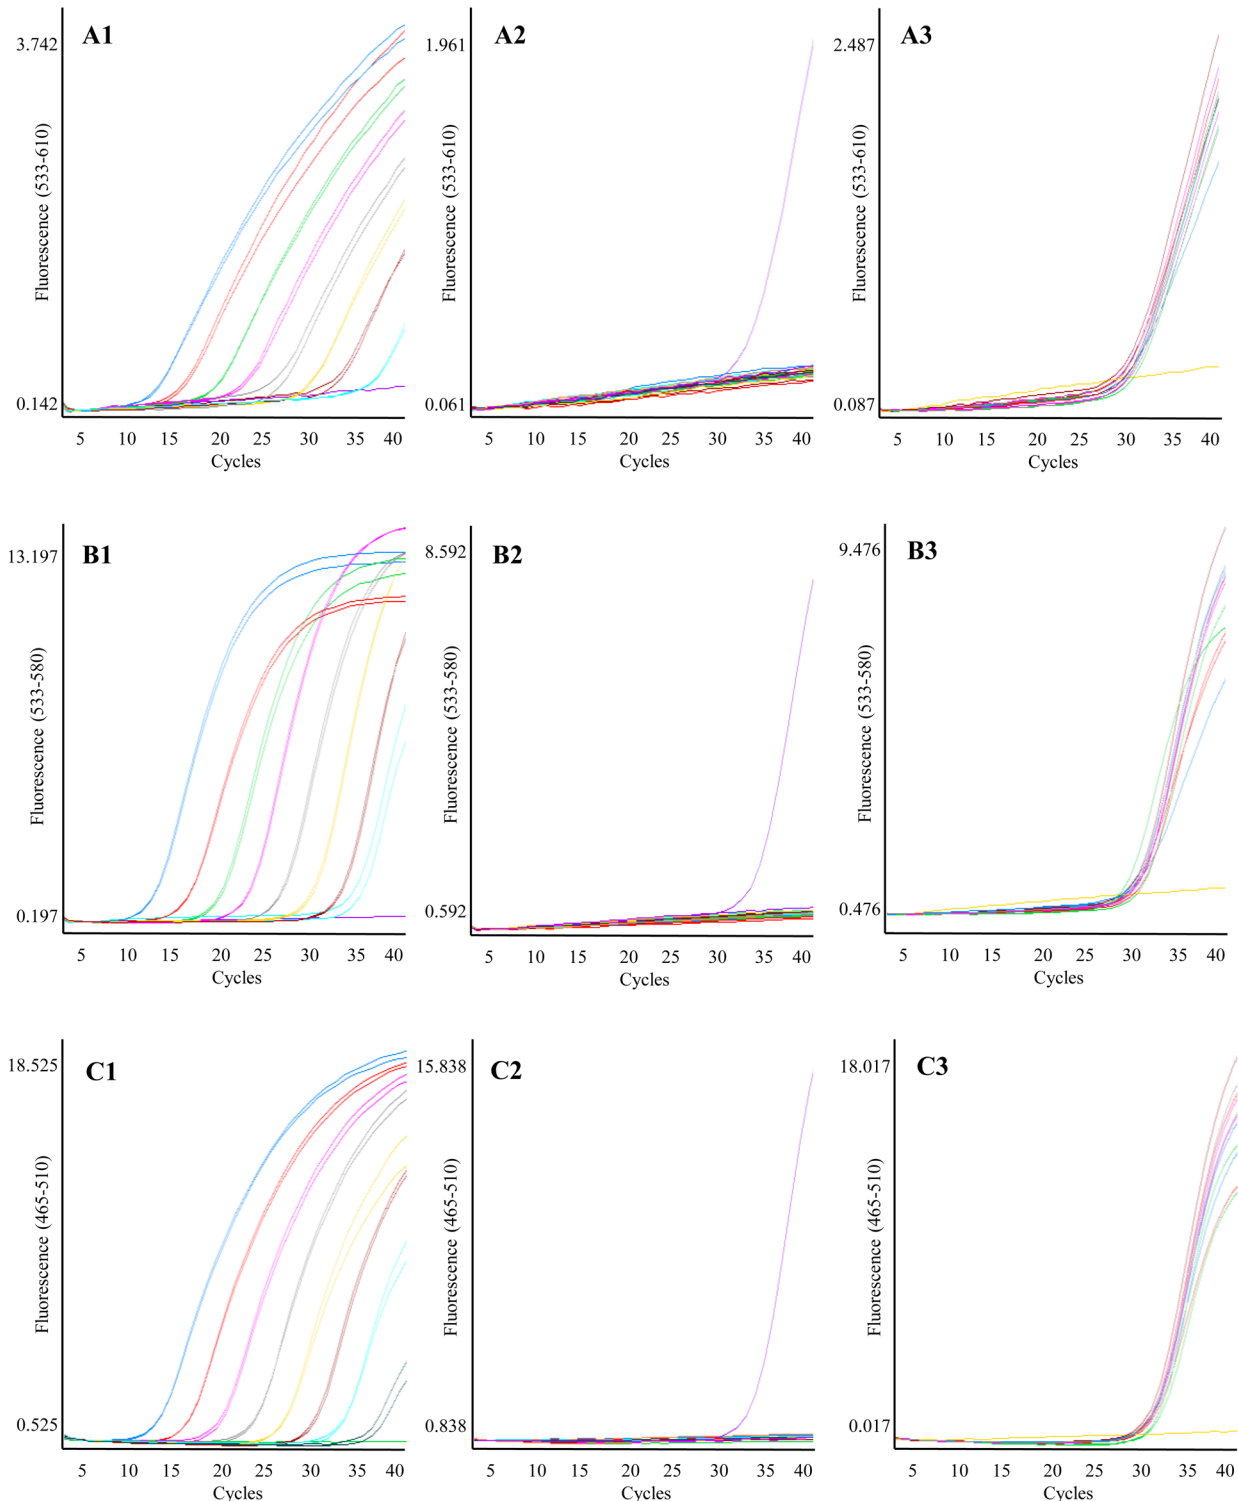 A1
3.742
0.142
Fluorescence (533-610)
5 10 15 20 25 30 35 40
Cycles
A2
1.961
0.061
Fluorescence (533-610)
5 10 15 20 25 30 35 40
Cycles
A3
2.487
0.087
Fluorescence (533-610)
5 10 15 20 25 30 35 40
Cycles
B1
13.197
0.197
Fluorescence (533-580)
5 10 15 20 25 30 35 40
Cycles
B2
8.592
0.592
Fluorescence (533-580)
5 10 15 20 25 30 35 40
Cycles
B3
9.476
0.476
Fluorescence (533-580)
5 10 15 20 25 30 35 40
Cycles
C1
18.525
0.525
Fluorescence (465-510)
5 10 15 20 25 30 35 40
Cycles
C2
15.838
0.838
Fluorescence (465-510)
5 10 15 20 25 30 35 40
Cycles
C3
18.017
0.017
Fluorescence (465-510)
5 10 15 20 25 30 35 40
Cycles